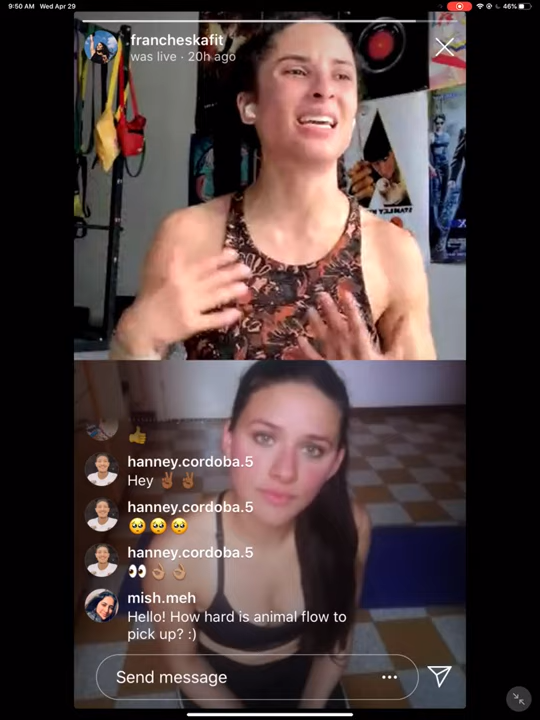 9:50 AM Wed Apr 29
46%
francheskafit
was live · 20h ago
hanney.cordoba.5
Hey ✌🏽 ✌🏽
hanney.cordoba.5
🥺 🥺 🥺
hanney.cordoba.5
👀 👌🏽 👌🏽
mish.meh
Hello! How hard is animal flow to
pick up? :)
Send message